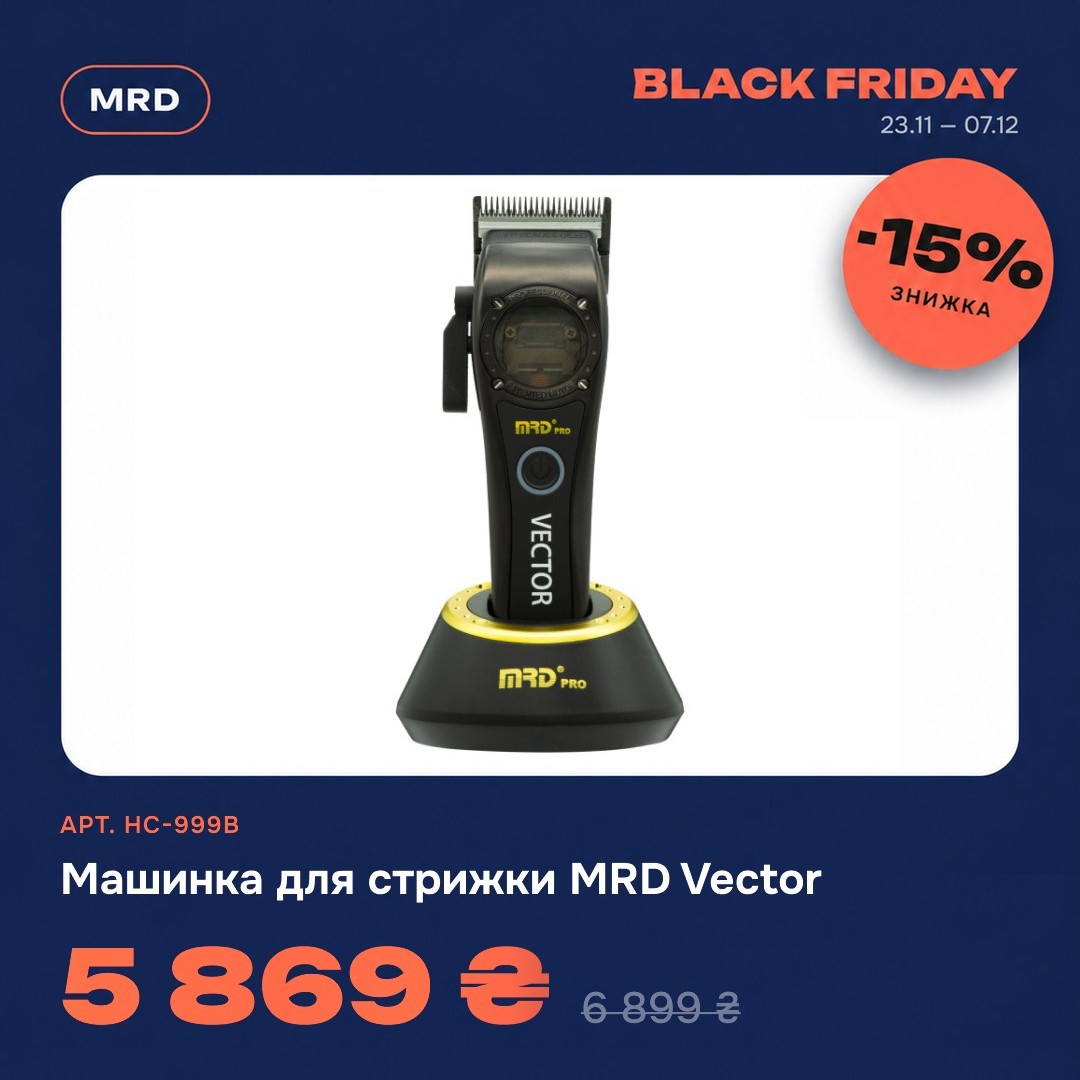 MRD
BLACK FRIDAY
23.11 – 07.12
-15%
ЗНИЖКА
MRD® PRO
VECTOR
MRD® PRO
АРТ. HC-999B
Машинка для стрижки MRD Vector
5 869 ₴
6 899 ₴